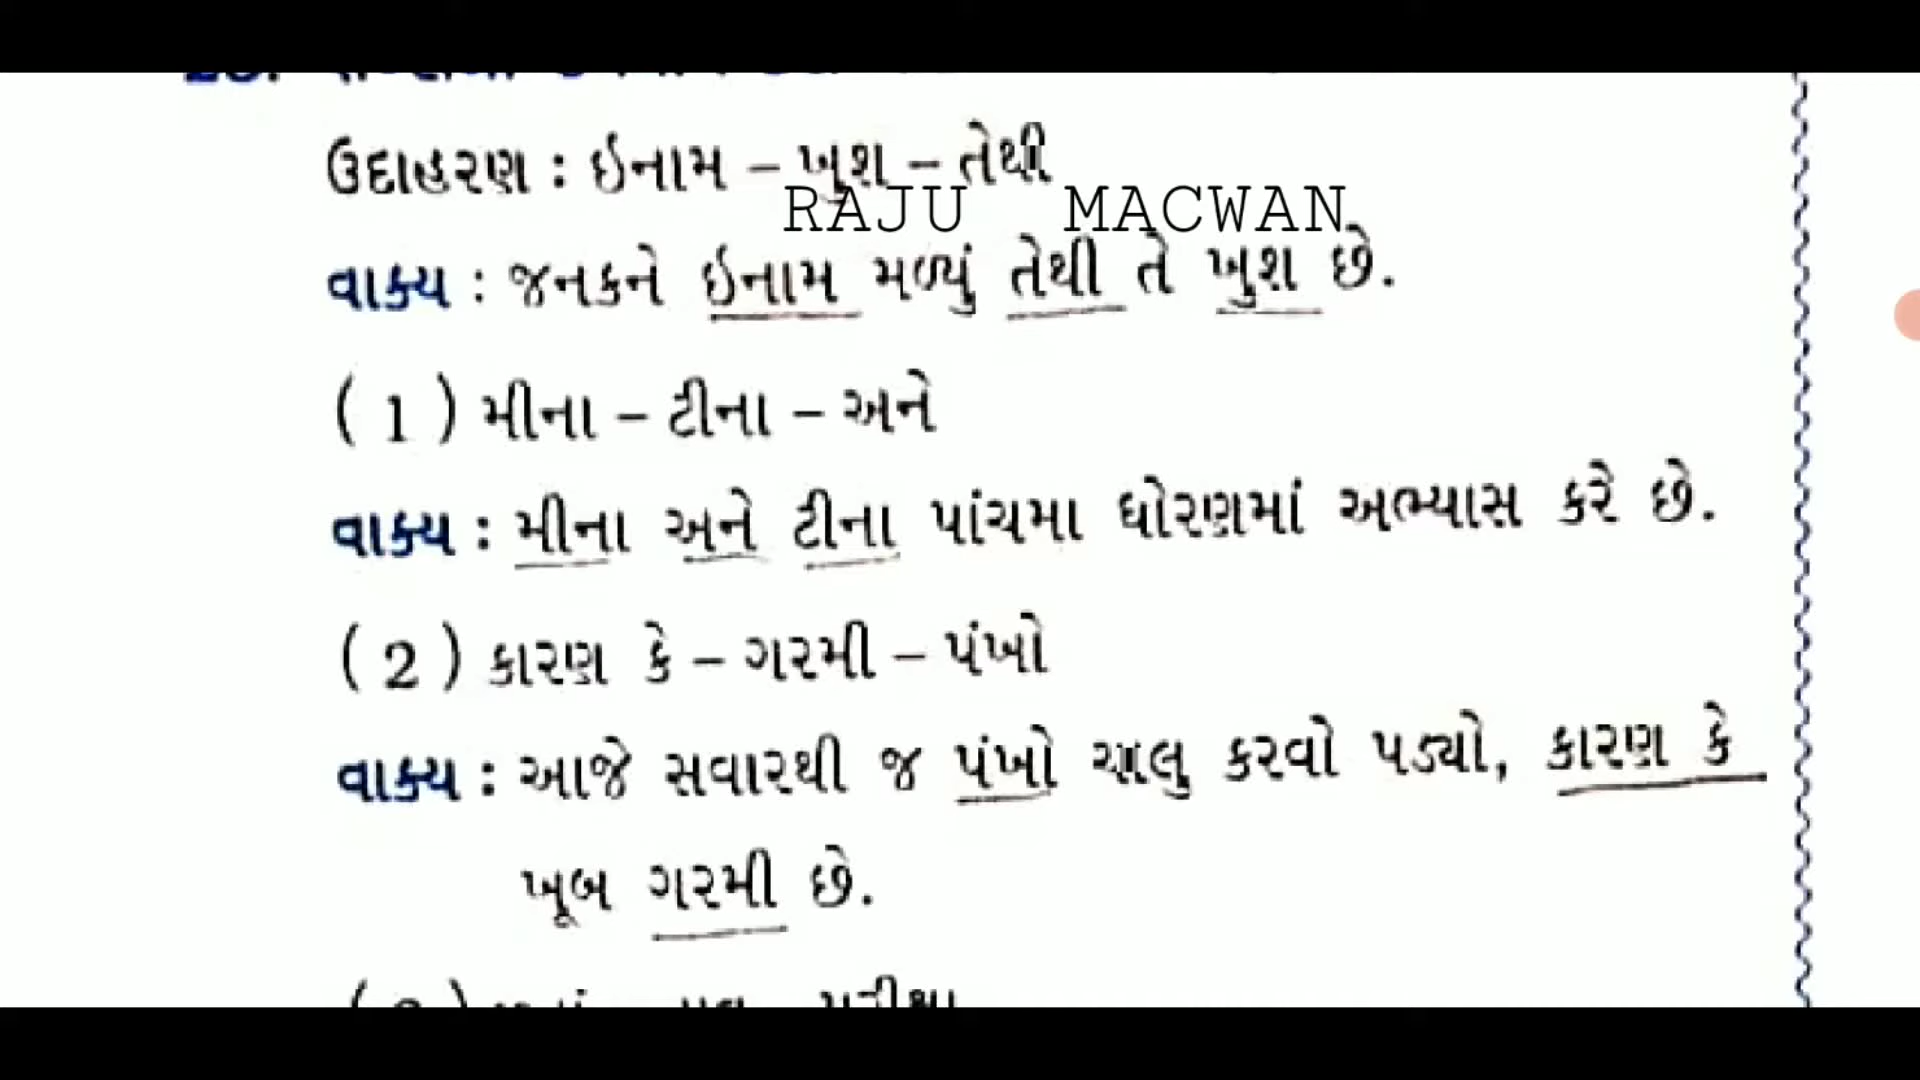 ઉદાહરણ : ઇનામ – ખુશ – તેથી
RAJU MACWAN
વાક્ય : જનકને ઇનામ મળ્યું તેથી તે ખુશ છે.
( 1 ) મીના – ટીના – અને
વાક્ય : મીના અને ટીના પાંચમા ધોરણમાં અભ્યાસ કરે છે.
( 2 ) કારણ કે – ગરમી – પંખો
વાક્ય : આજે સવારથી જ પંખો ચાલુ કરવો પડ્યો, કારણ કે
ખૂબ ગરમી છે.